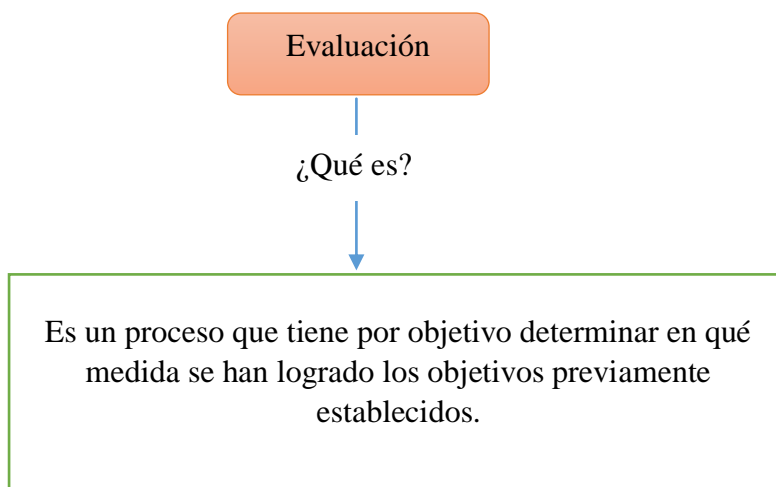 Evaluación
¿Qué es?
Es un proceso que tiene por objetivo determinar en qué
medida se han logrado los objetivos previamente
establecidos.